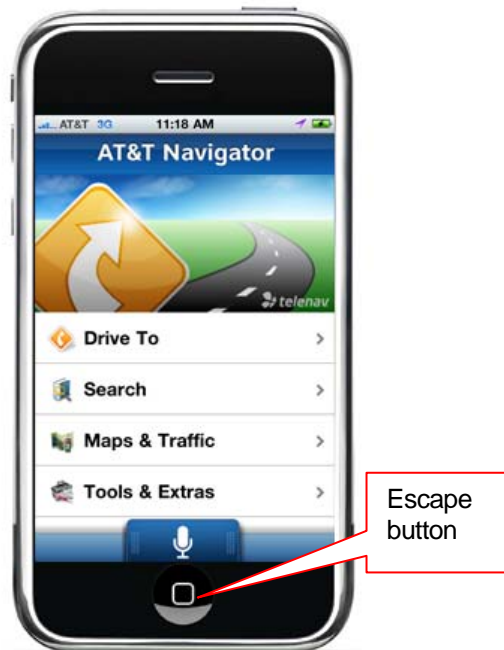 AT&T 3G 11:18 AM
AT&T Navigator
telenav
Drive To
Search
Maps & Traffic
Tools & Extras
Escape
button